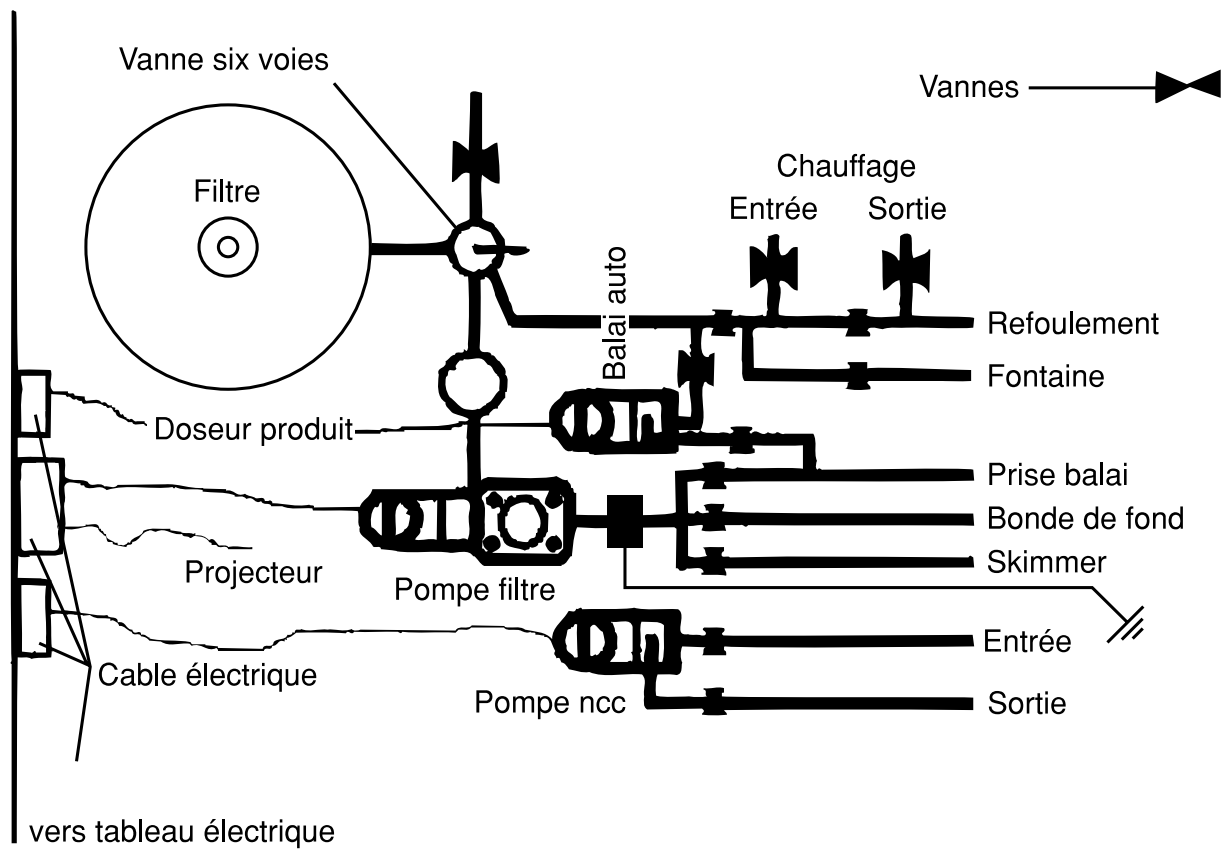 Vanne six voies
Vannes
Chauffage
Entrée Sortie
Filtre
Balai auto
Refoulement
Fontaine
Doseur produit
Prise balai
Bonde de fond
Skimmer
Projecteur
Pompe filtre
Entrée
Cable électrique
Pompe ncc
Sortie
vers tableau électrique